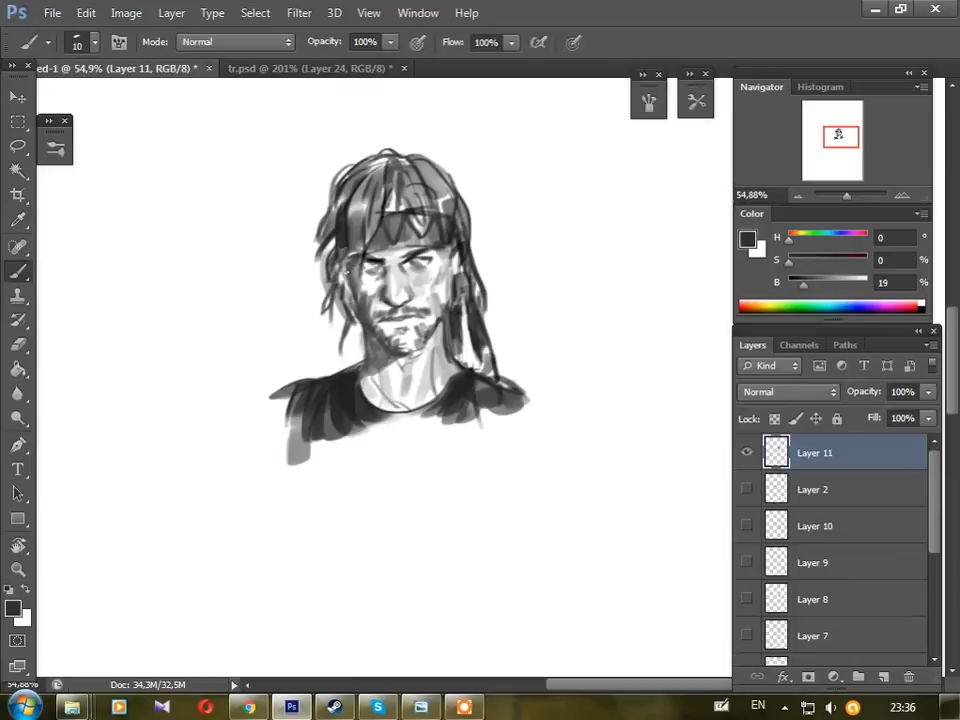 Ps File Edit Image Layer Type Select Filter 3D View Window Help
10 Mode: Normal Opacity: 100% Flow: 100%
ed-1 @ 54,9% (Layer 11, RGB/8) * × tr.psd @ 201% (Layer 24, RGB/8) * ×
Navigator Histogram
54,88%
Color
H 0 °
S 0 %
B 19 %
Layers Channels Paths
Kind
Normal Opacity: 100%
Lock: Fill: 100%
Layer 11
Layer 2
Layer 10
Layer 9
Layer 8
Layer 7
54,88% Doc: 34,3M/32,5M
EN 23:36